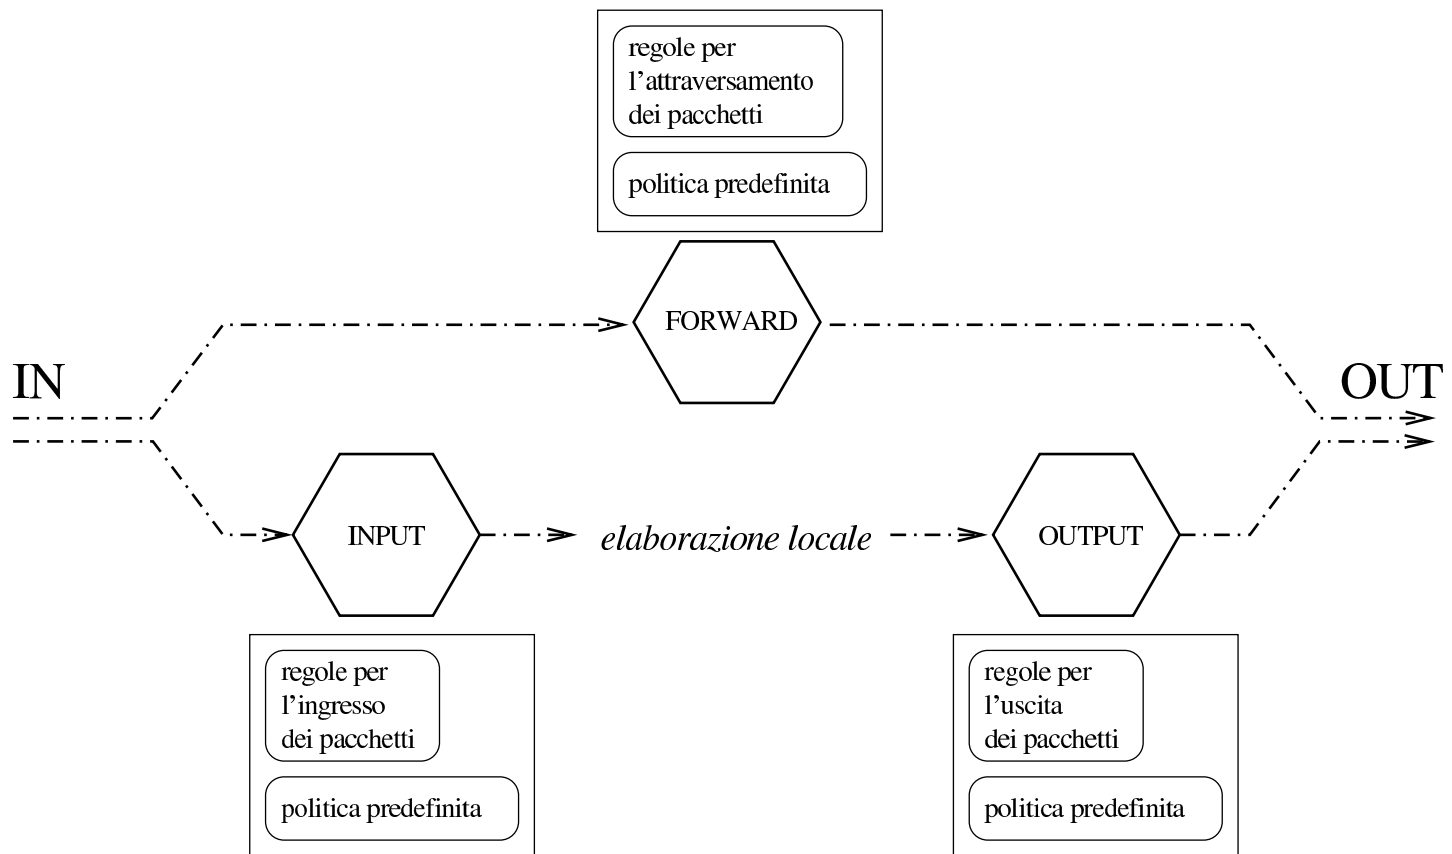 regole per
l'attraversamento
dei pacchetti
politica predefinita
FORWARD
IN
OUT
INPUT
elaborazione locale
OUTPUT
regole per
l'ingresso
dei pacchetti
politica predefinita
regole per
l'uscita
dei pacchetti
politica predefinita